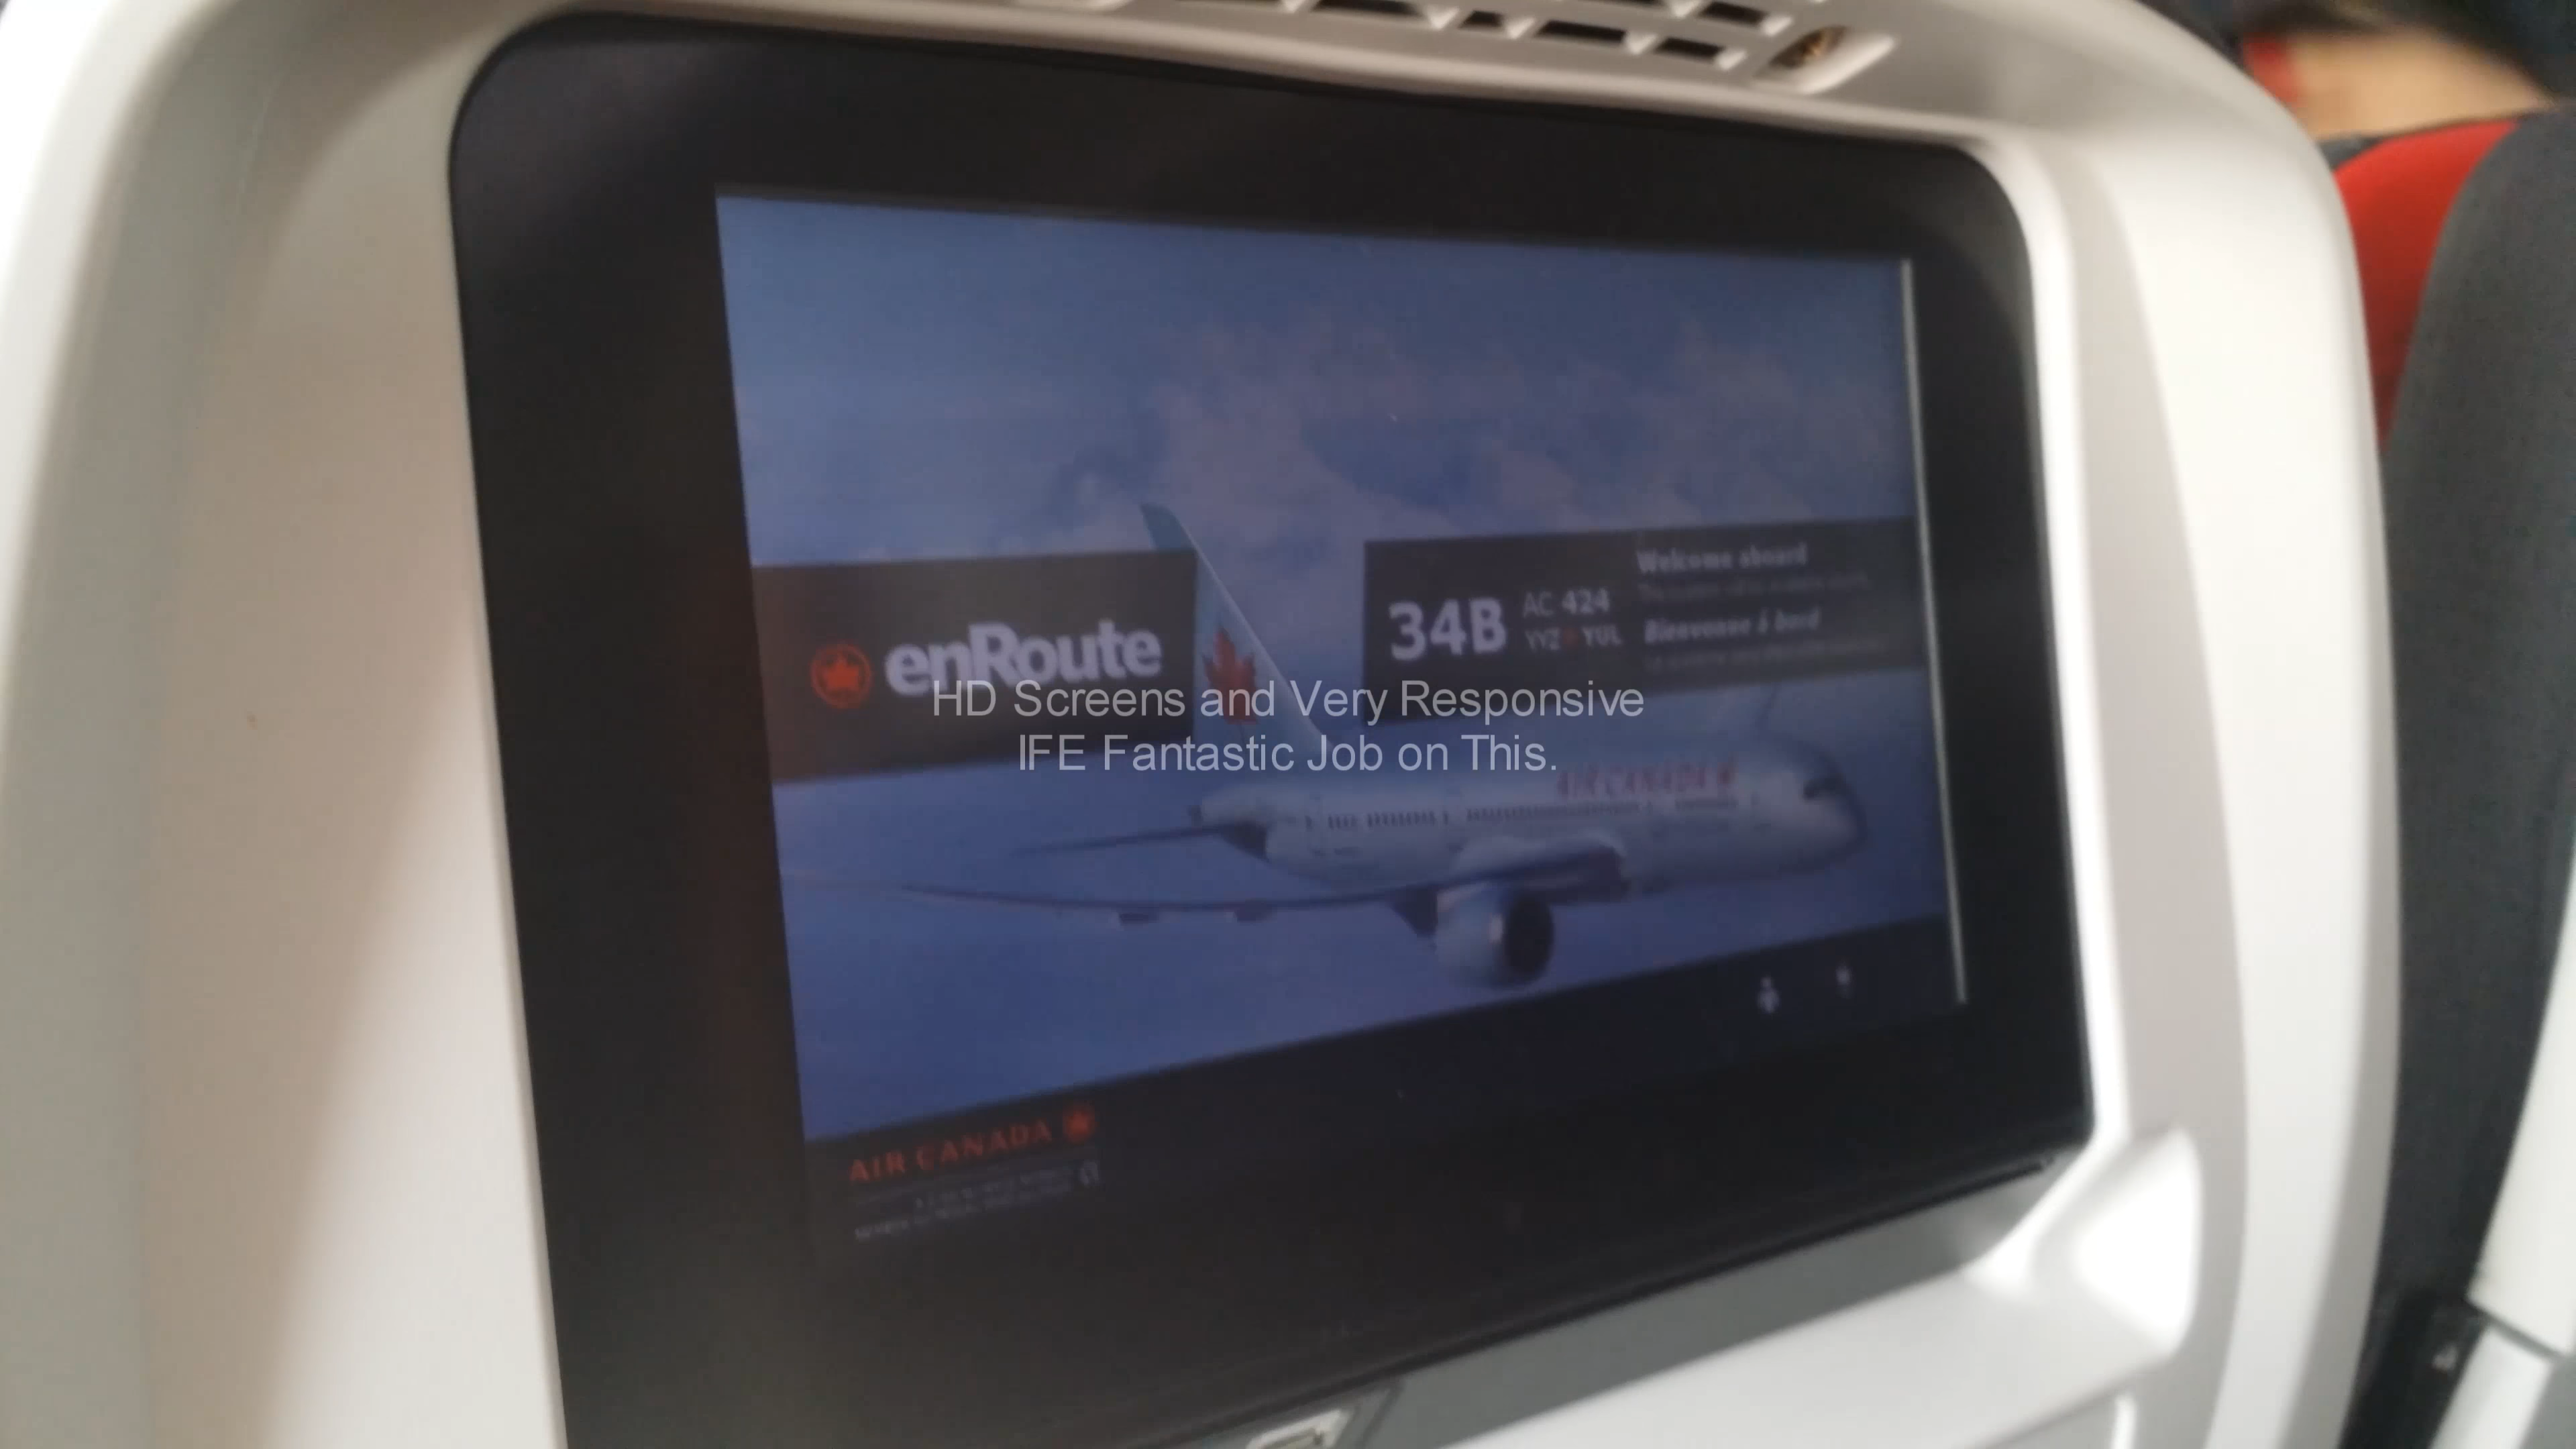 enRoute
34B
AC 424
YYZ YUL
Welcome aboard
Bienvenue à bord
HD Screens and Very Responsive
IFE Fantastic Job on This.
AIR CANADA
AIR CANADA